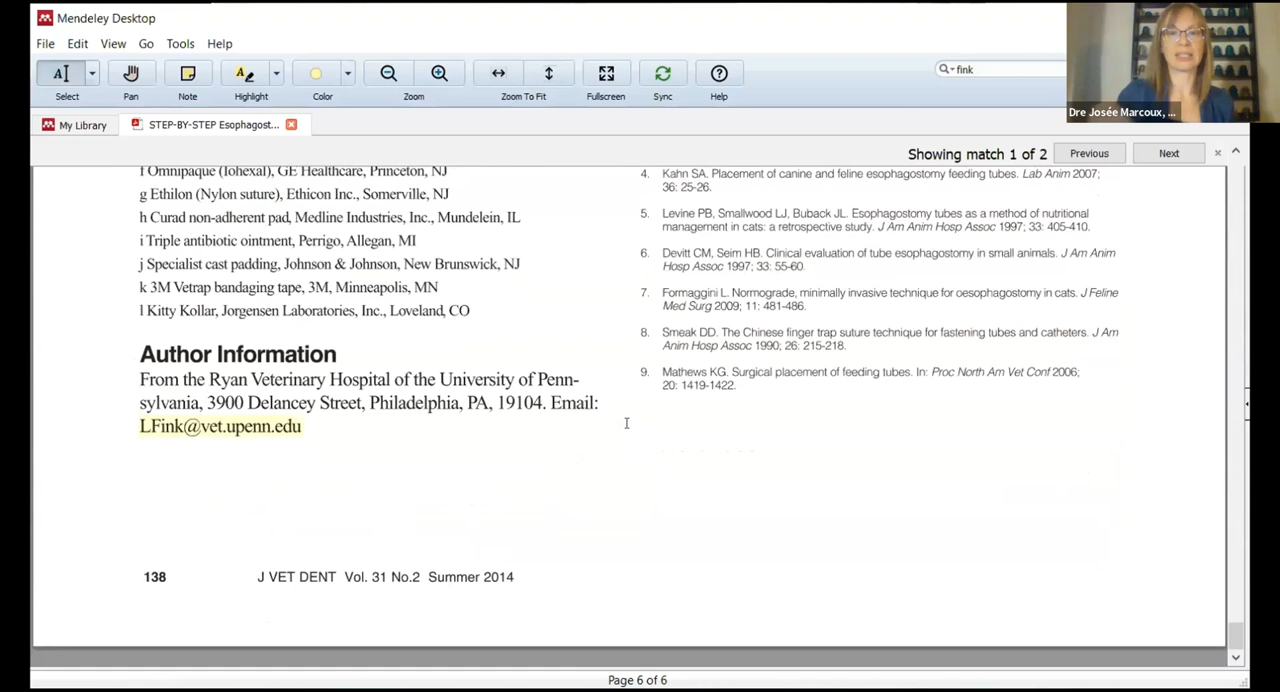 Mendeley Desktop
File Edit View Go Tools Help
Select Pan Note Highlight Color Zoom Zoom To Fit Fullscreen Sync Help
fink
Dre Josée Marcoux, ...
My Library STEP-BY-STEP Esophagost...
Showing match 1 of 2 Previous Next
f Omnipaque (Iohexal), GE Healthcare, Princeton, NJ
g Ethilon (Nylon suture), Ethicon Inc., Somerville, NJ
h Curad non-adherent pad, Medline Industries, Inc., Mundelein, IL
i Triple antibiotic ointment, Perrigo, Allegan, MI
j Specialist cast padding, Johnson & Johnson, New Brunswick, NJ
k 3M Vetrap bandaging tape, 3M, Minneapolis, MN
l Kitty Kollar, Jorgensen Laboratories, Inc., Loveland, CO
Author Information
From the Ryan Veterinary Hospital of the University of Penn-
sylvania, 3900 Delancey Street, Philadelphia, PA, 19104. Email:
LFink@vet.upenn.edu
4. Kahn SA. Placement of canine and feline esophagostomy feeding tubes. Lab Anim 2007;
36: 25-26.
5. Levine PB, Smallwood LJ, Buback JL. Esophagostomy tubes as a method of nutritional
management in cats: a retrospective study. J Am Anim Hosp Assoc 1997; 33: 405-410.
6. Devitt CM, Seim HB. Clinical evaluation of tube esophagostomy in small animals. J Am Anim
Hosp Assoc 1997; 33: 55-60.
7. Formaggini L. Normograde, minimally invasive technique for oesophagostomy in cats. J Feline
Med Surg 2009; 11: 481-486.
8. Smeak DD. The Chinese finger trap suture technique for fastening tubes and catheters. J Am
Anim Hosp Assoc 1990; 26: 215-218.
9. Mathews KG. Surgical placement of feeding tubes. In: Proc North Am Vet Conf 2006;
20: 1419-1422.
138 J VET DENT Vol. 31 No.2 Summer 2014
Page 6 of 6